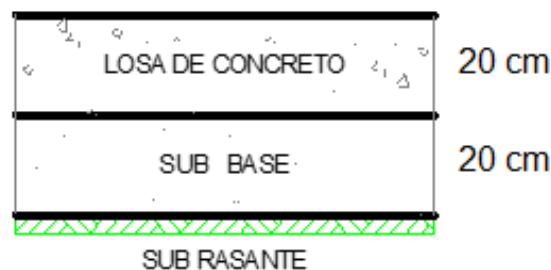 LOSA DE CONCRETO 20 cm
SUB BASE 20 cm
SUB RASANTE